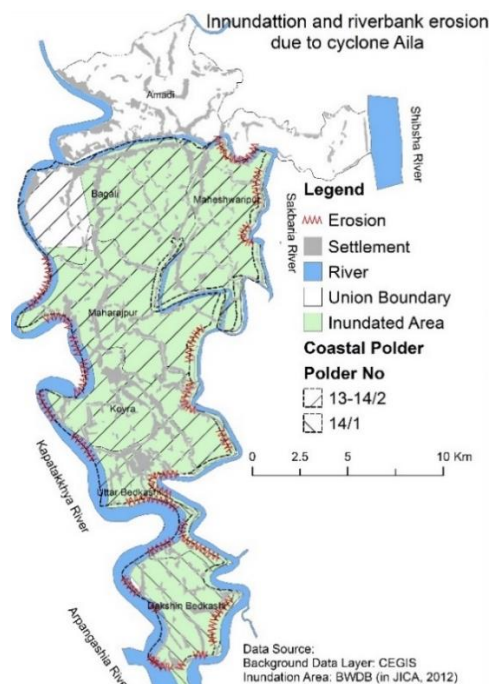 Innundattion and riverbank erosion
due to cyclone Aila
Amadi
Shibsha River
Bagali
Maheshwaripur
Sakbaria River
Legend
Erosion
Settlement
River
Union Boundary
Inundated Area
Coastal Polder
Polder No
13-14/2
14/1
Maharajpur
Koyra
0 2.5 5 10 Km
Kapatakkhya River
Uttar Bedkashi
Dakshin Bedkashi
Arpangashia River
Data Source:
Background Data Layer: CEGIS
Inundation Area: BWDB (in JICA, 2012)